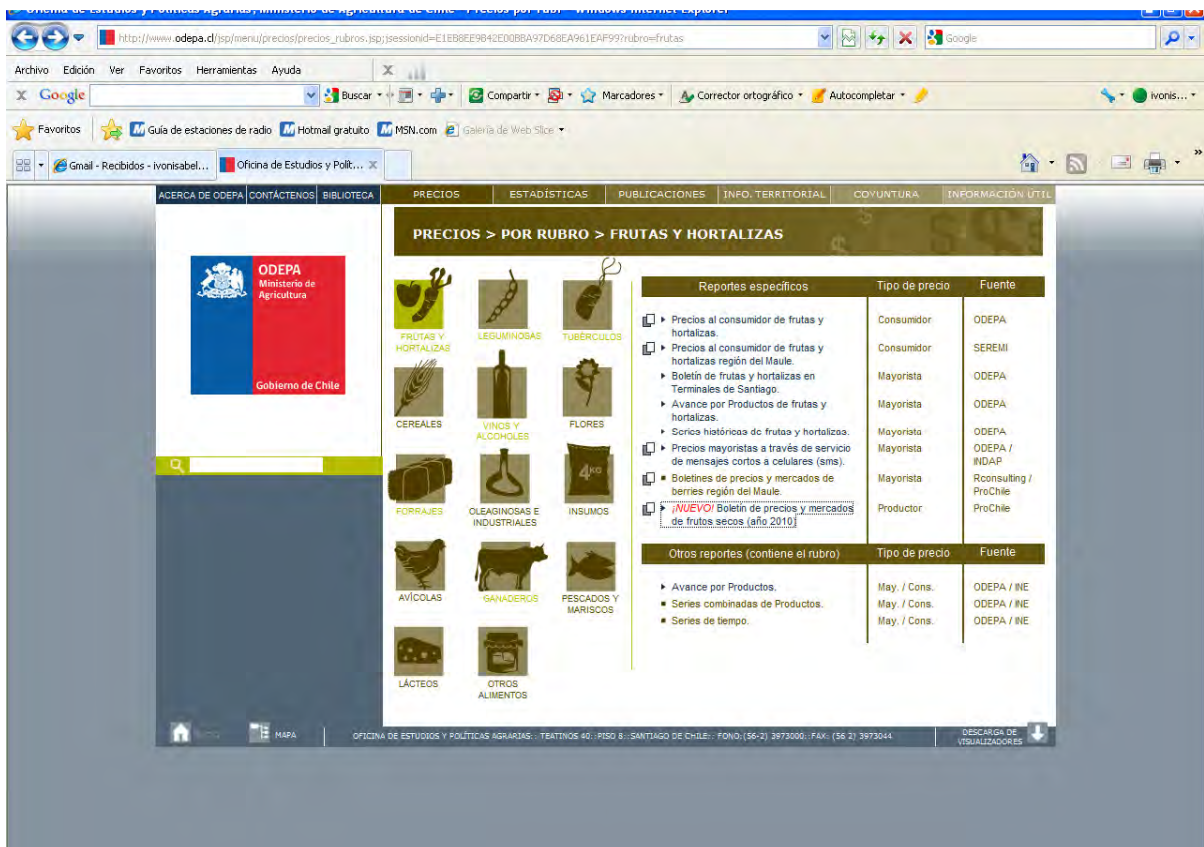 http://www.odepa.cl/jsp/menu/precios/precios_rubros.jsp;jsessionid=E1EB8EE9B42E00BBA97D68EA961EAF99?rubro=frutas
Google
Archivo Edición Ver Favoritos Herramientas Ayuda
Google
Buscar
Compartir
Marcadores
Corrector ortográfico
Autocompletar
ivonis...
Favoritos
Guía de estaciones de radio
Hotmail gratuito
MSN.com
Galería de Web Slice
Gmail - Recibidos - ivonisabel...
Oficina de Estudios y Polít...
ACERCA DE ODEPA CONTÁCTENOS BIBLIOTECA
PRECIOS ESTADÍSTICAS PUBLICACIONES INFO. TERRITORIAL COYUNTURA INFORMACIÓN ÚTIL
PRECIOS > POR RUBRO > FRUTAS Y HORTALIZAS
ODEPA
Ministerio de
Agricultura
Gobierno de Chile
FRUTAS Y
HORTALIZAS
LEGUMINOSAS
TUBÉRCULOS
CEREALES
VINOS Y
ALCOHOLES
FLORES
FORRAJES
OLEAGINOSAS E
INDUSTRIALES
4KG
INSUMOS
AVÍCOLAS
GANADEROS
PESCADOS Y
MARISCOS
LÁCTEOS
OTROS
ALIMENTOS
Reportes específicos Tipo de precio Fuente
Precios al consumidor de frutas y Consumidor ODEPA
hortalizas.
Precios al consumidor de frutas y Consumidor SEREMI
hortalizas región del Maule.
Boletín de frutas y hortalizas en Mayorista ODEPA
Terminales de Santiago.
Avance por Productos de frutas y Mayorista ODEPA
hortalizas.
Series históricas de frutas y hortalizas. Mayorista ODEPA
Precios mayoristas a través de servicio Mayorista ODEPA /
de mensajes cortos a celulares (sms). INDAP
Boletines de precios y mercados de Mayorista Rconsulting /
berries región del Maule. ProChile
¡NUEVO! Boletín de precios y mercados Productor ProChile
de frutos secos (año 2010)
Otros reportes (contiene el rubro) Tipo de precio Fuente
Avance por Productos. May. / Cons. ODEPA / INE
Series combinadas de Productos. May. / Cons. ODEPA / INE
Series de tiempo. May. / Cons. ODEPA / INE
MAPA
OFICINA DE ESTUDIOS Y POLÍTICAS AGRARIAS:: TEATINOS 40::PISO 8::SANTIAGO DE CHILE:: FONO:(56-2) 3973000::FAX: (56 2) 3973044
DESCARGA DE
VISUALIZADORES